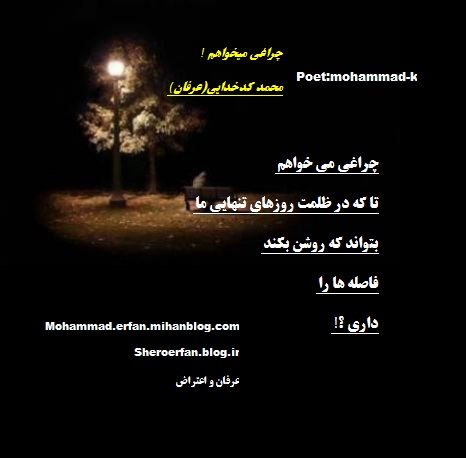 چراغی میخواهم !
Poet:mohammad-k
محمد کدخدایی(عرفان)
چراغی می خواهم
تا که در ظلمت روزهای تنهایی ما
بتواند که روشن بکند
فاصله ها را
داری ؟!
Mohammad.erfan.mihanblog.com
Sheroerfan.blog.ir
عرفان و اعتراض